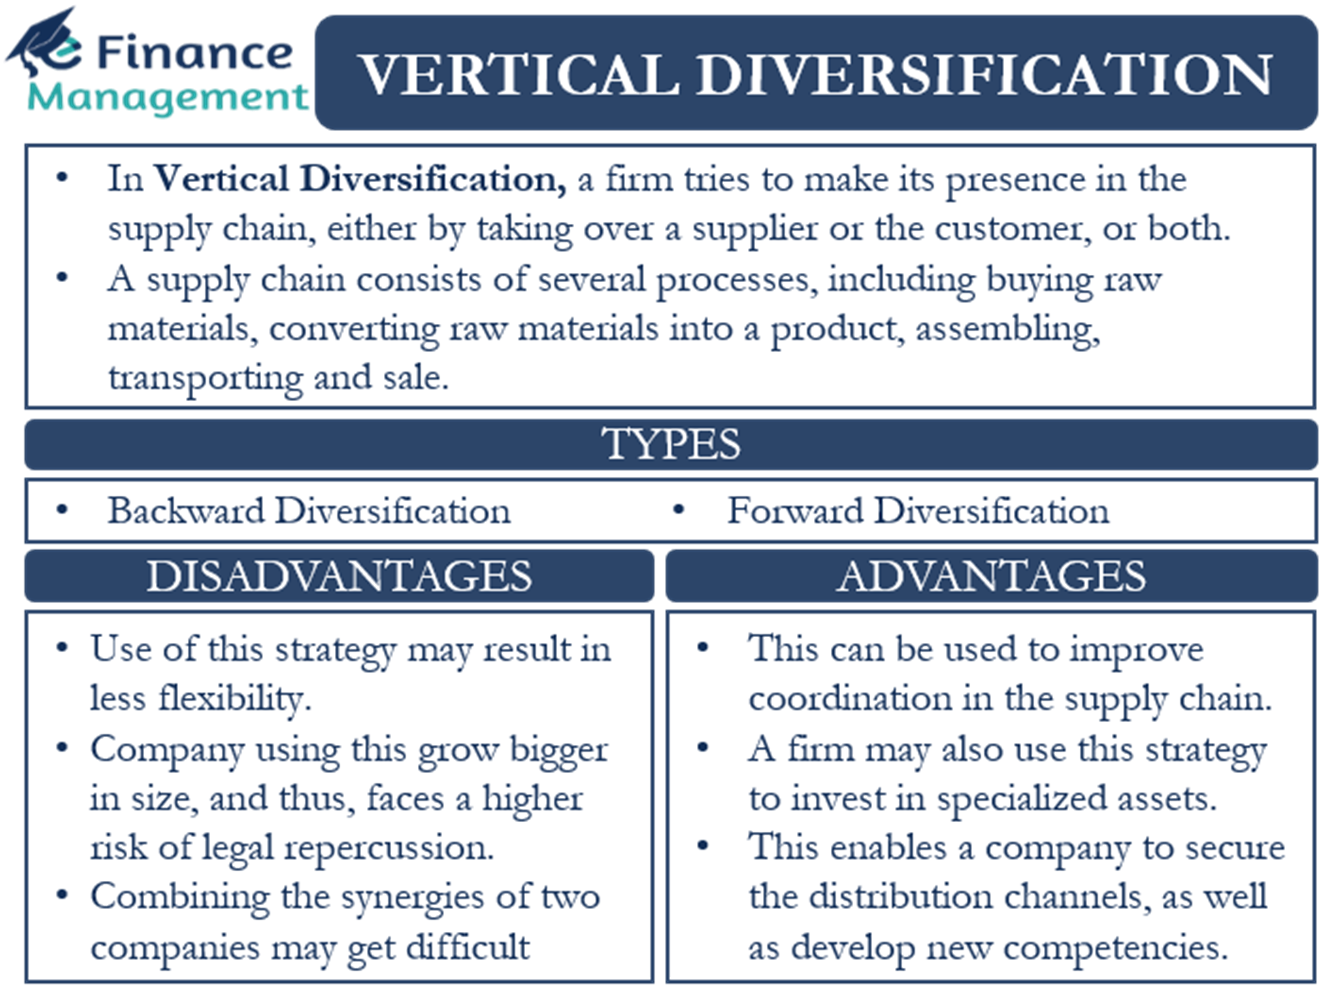 e Finance
Management
VERTICAL DIVERSIFICATION
• In Vertical Diversification, a firm tries to make its presence in the
supply chain, either by taking over a supplier or the customer, or both.
• A supply chain consists of several processes, including buying raw
materials, converting raw materials into a product, assembling,
transporting and sale.
TYPES
• Backward Diversification
• Forward Diversification
DISADVANTAGES
• Use of this strategy may result in
less flexibility.
• Company using this grow bigger
in size, and thus, faces a higher
risk of legal repercussion.
• Combining the synergies of two
companies may get difficult
ADVANTAGES
• This can be used to improve
coordination in the supply chain.
• A firm may also use this strategy
to invest in specialized assets.
• This enables a company to secure
the distribution channels, as well
as develop new competencies.